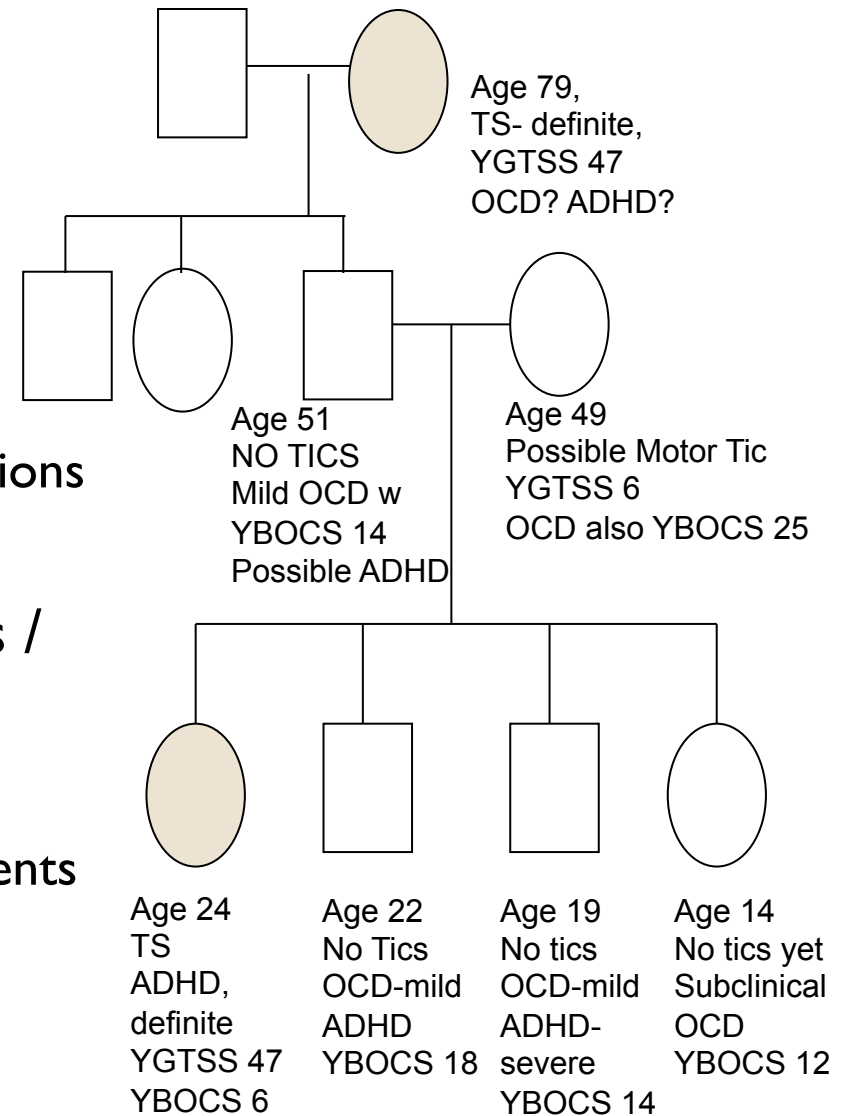 Age 79,
TS- definite,
YGTSS 47
OCD? ADHD?
Age 51
NO TICS
Mild OCD w
YBOCS 14
Possible ADHD
Age 49
Possible Motor Tic
YGTSS 6
OCD also YBOCS 25
ions
s /
ents
Age 24
TS
ADHD,
definite
YGTSS 47
YBOCS 6
Age 22
No Tics
OCD-mild
ADHD
YBOCS 18
Age 19
No tics
OCD-mild
ADHD-
severe
YBOCS 14
Age 14
No tics yet
Subclinical
OCD
YBOCS 12